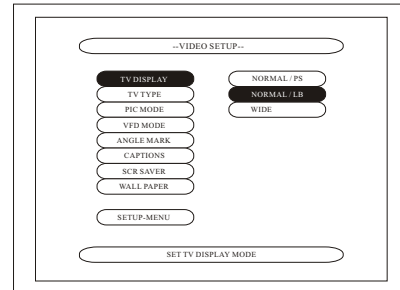 --VIDEO SETUP--
TV DISPLAY
TV TYPE
PIC MODE
VFD MODE
ANGLE MARK
CAPTIONS
SCR SAVER
WALL PAPER
SETUP-MENU
NORMAL / PS
NORMAL / LB
WIDE
SET TV DISPLAY MODE